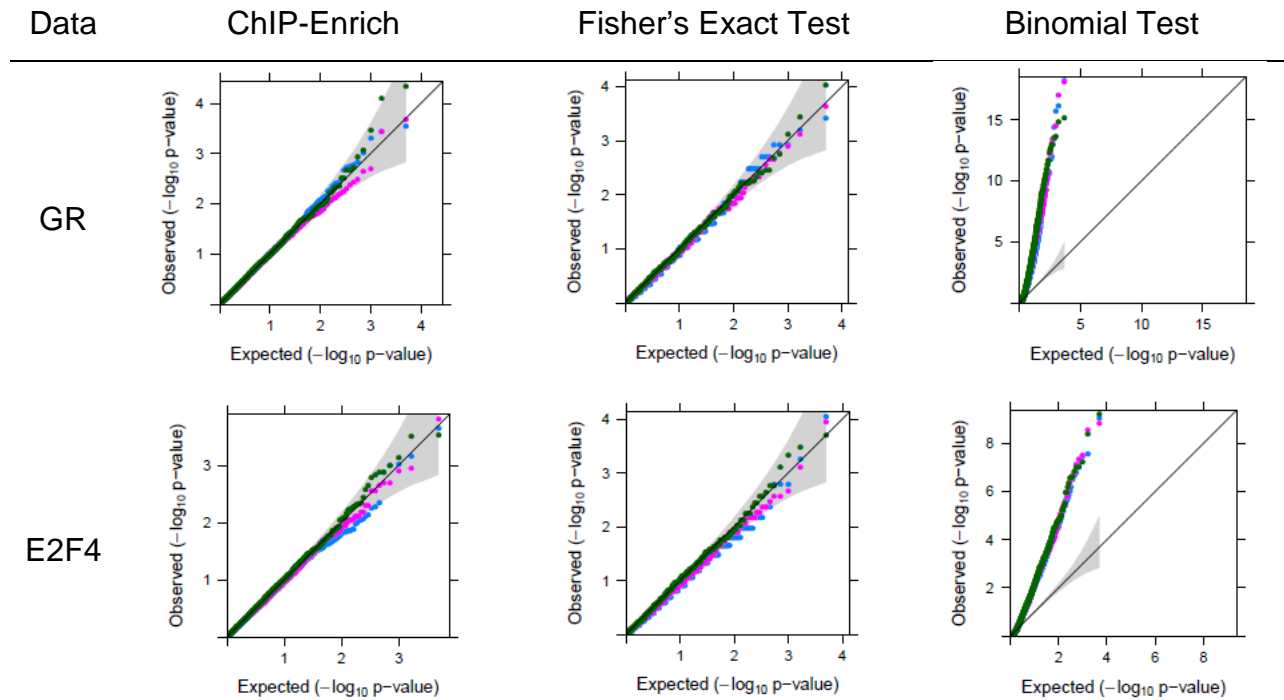 Data ChIP-Enrich Fisher's Exact Test Binomial Test
GR
Observed (−log10 p−value)
4
3
2
1
1 2 3 4
Expected (−log10 p−value)
Observed (−log10 p−value)
4
3
2
1
1 2 3 4
Expected (−log10 p−value)
Observed (−log10 p−value)
15
10
5
5 10 15
Expected (−log10 p−value)
E2F4
Observed (−log10 p−value)
3
2
1
1 2 3
Expected (−log10 p−value)
Observed (−log10 p−value)
4
3
2
1
1 2 3 4
Expected (−log10 p−value)
Observed (−log10 p−value)
8
6
4
2
2 4 6 8
Expected (−log10 p−value)